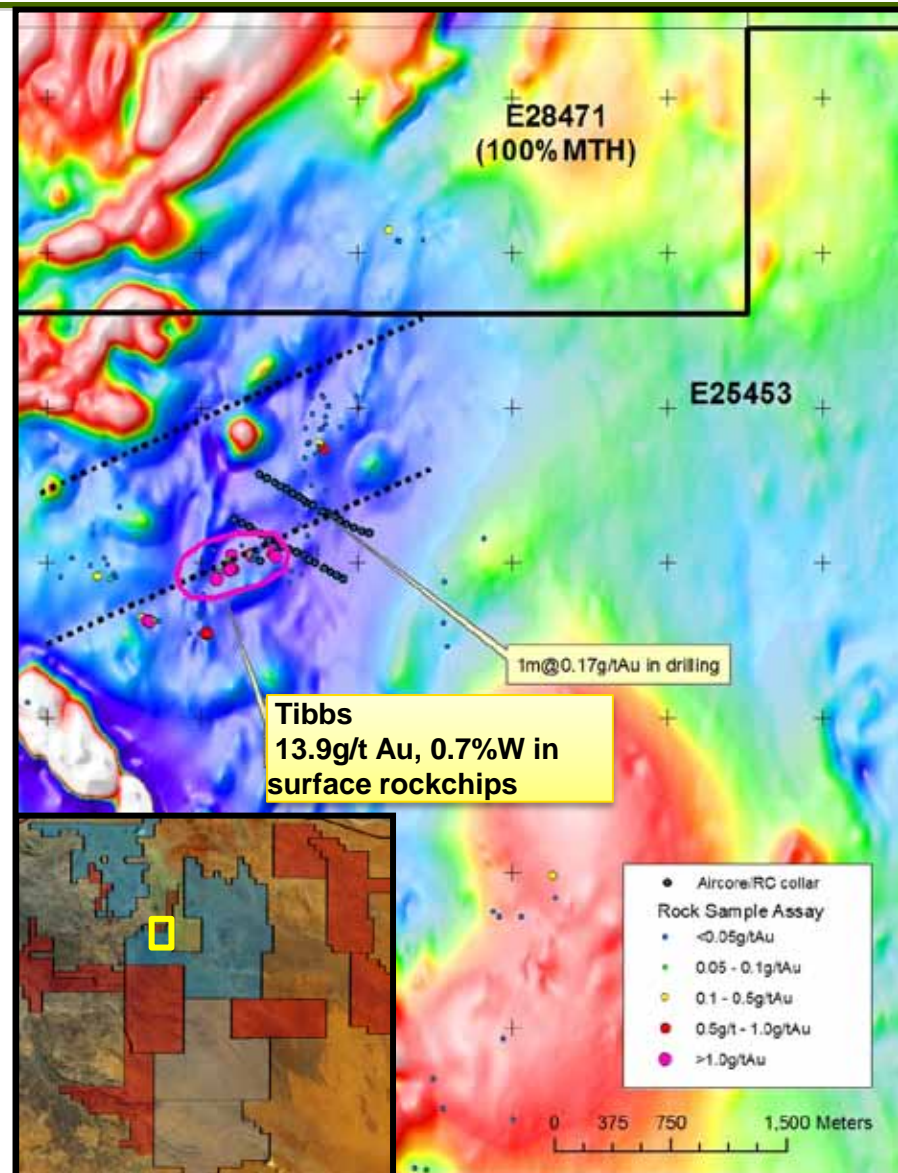 E28471
(100% MTH)
E25453
1m@0.17g/tAu in drilling
Tibbs
13.9g/t Au, 0.7%W in
surface rockchips
Aircore/RC collar
Rock Sample Assay
<0.05g/tAu
0.05 - 0.1g/tAu
0.1 - 0.5g/tAu
0.5g/t - 1.0g/tAu
>1.0g/tAu
0 375 750 1,500 Meters